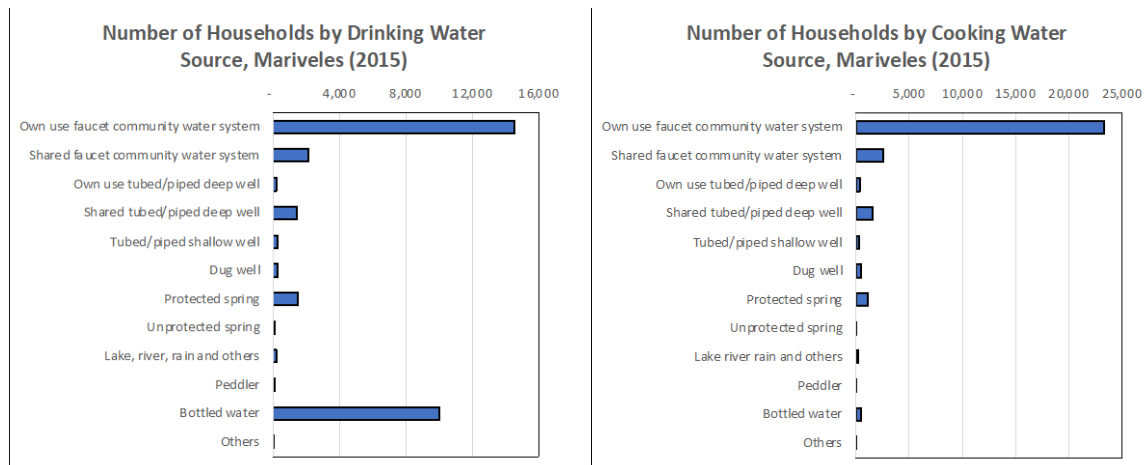 Number of Households by Drinking Water
Source, Mariveles (2015)
-
4,000
8,000
12,000
16,000
Own use faucet community water system
Shared faucet community water system
Own use tubed/piped deep well
Shared tubed/piped deep well
Tubed/piped shallow well
Dug well
Protected spring
Unprotected spring
Lake, river, rain and others
Peddler
Bottled water
Others
Number of Households by Cooking Water
Source, Mariveles (2015)
-
5,000
10,000
15,000
20,000
25,000
Own use faucet community water system
Shared faucet community water system
Own use tubed/piped deep well
Shared tubed/piped deep well
Tubed/piped shallow well
Dug well
Protected spring
Unprotected spring
Lake river rain and others
Peddler
Bottled water
Others